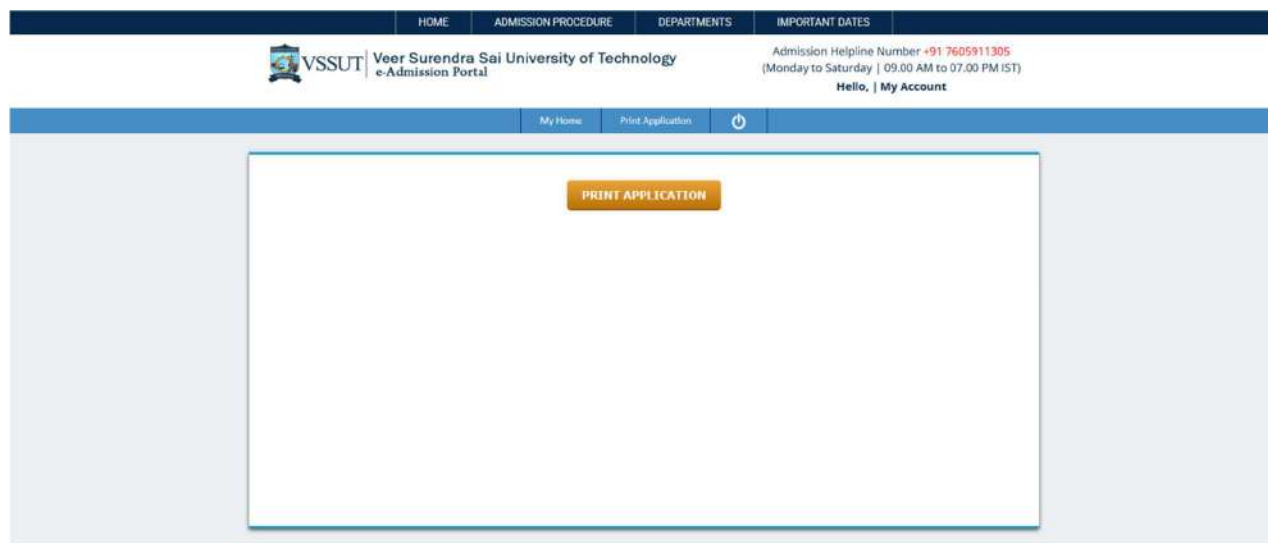 HOME ADMISSION PROCEDURE DEPARTMENTS IMPORTANT DATES
VSSUT Veer Surendra Sai University of Technology
e-Admission Portal
Admission Helpline Number +91 7605911305
(Monday to Saturday | 09.00 AM to 07.00 PM IST)
Hello, | My Account
My Home Print Application
PRINT APPLICATION